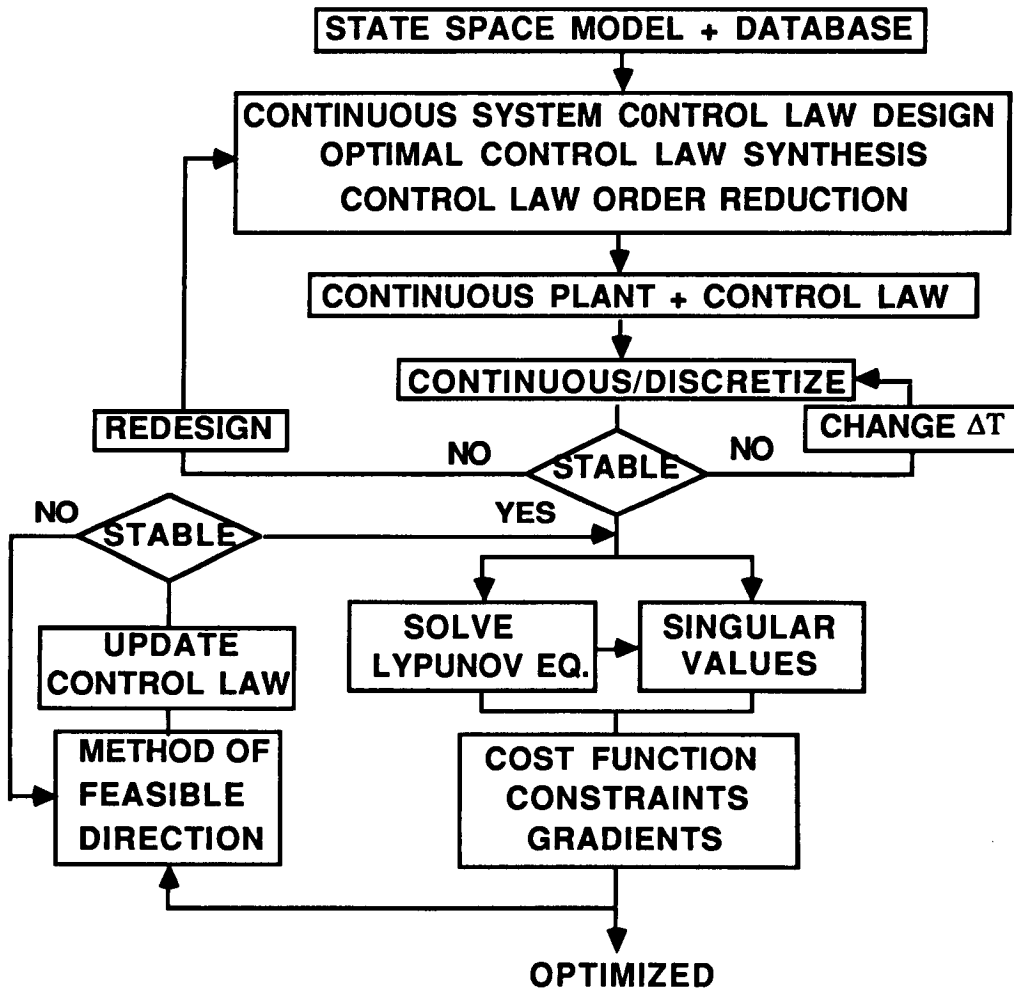 STATE SPACE MODEL + DATABASE
CONTINUOUS SYSTEM C0NTROL LAW DESIGN
OPTIMAL CONTROL LAW SYNTHESIS
CONTROL LAW ORDER REDUCTION
CONTINUOUS PLANT + CONTROL LAW
CONTINUOUS/DISCRETIZE
REDESIGN
CHANGE ΔT
NO
STABLE
NO
NO
STABLE
YES
UPDATE
CONTROL LAW
SOLVE
LYPUNOV EQ.
SINGULAR
VALUES
METHOD OF
FEASIBLE
DIRECTION
COST FUNCTION
CONSTRAINTS
GRADIENTS
OPTIMIZED